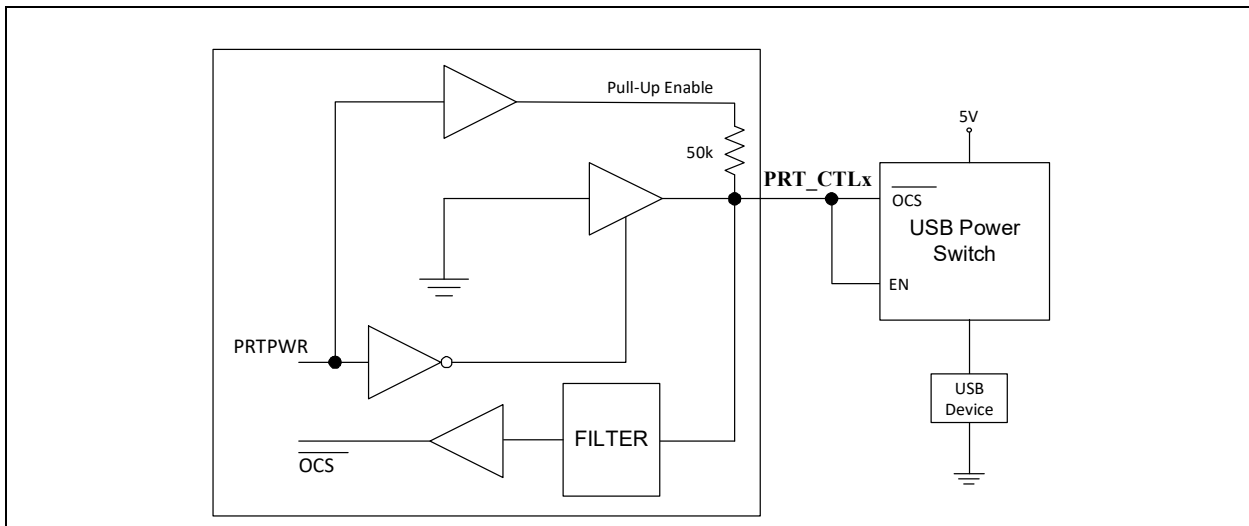 Pull-Up Enable
5V
50k
PRT_CTLx
OCS
USB Power
Switch
EN
PRTPWR
FILTER
USB
Device
OCS